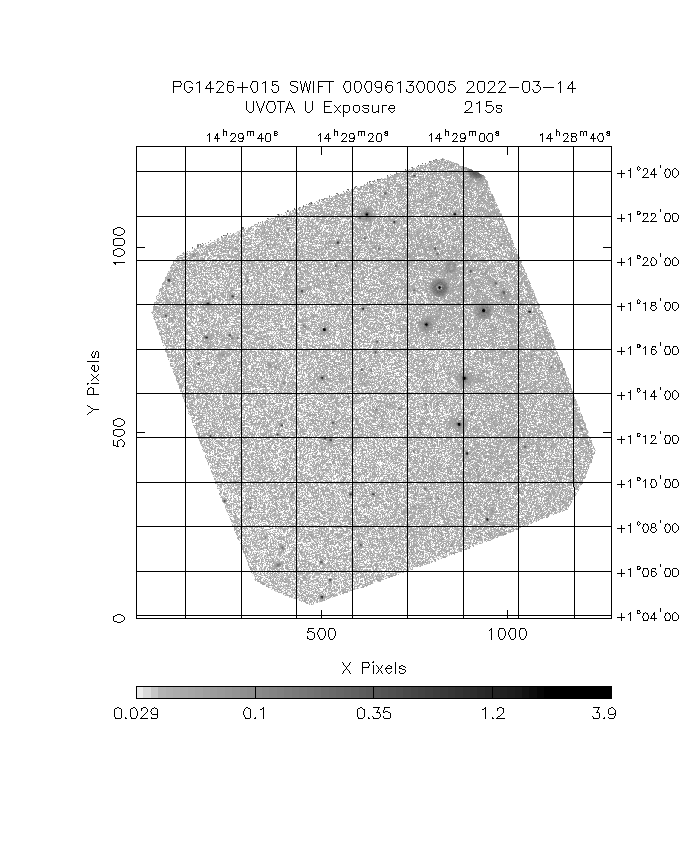 PG1426+015 SWIFT 00096130005 2022-03-14
UVOTA U Exposure 215s
14ʰ29ᵐ40ˢ 14ʰ29ᵐ20ˢ 14ʰ29ᵐ00ˢ 14ʰ28ᵐ40ˢ
+1°24'00
+1°22'00
+1°20'00
+1°18'00
+1°16'00
+1°14'00
+1°12'00
+1°10'00
+1°08'00
+1°06'00
+1°04'00
1000
500
0
Y Pixels
500 1000
X Pixels
0.029 0.1 0.35 1.2 3.9